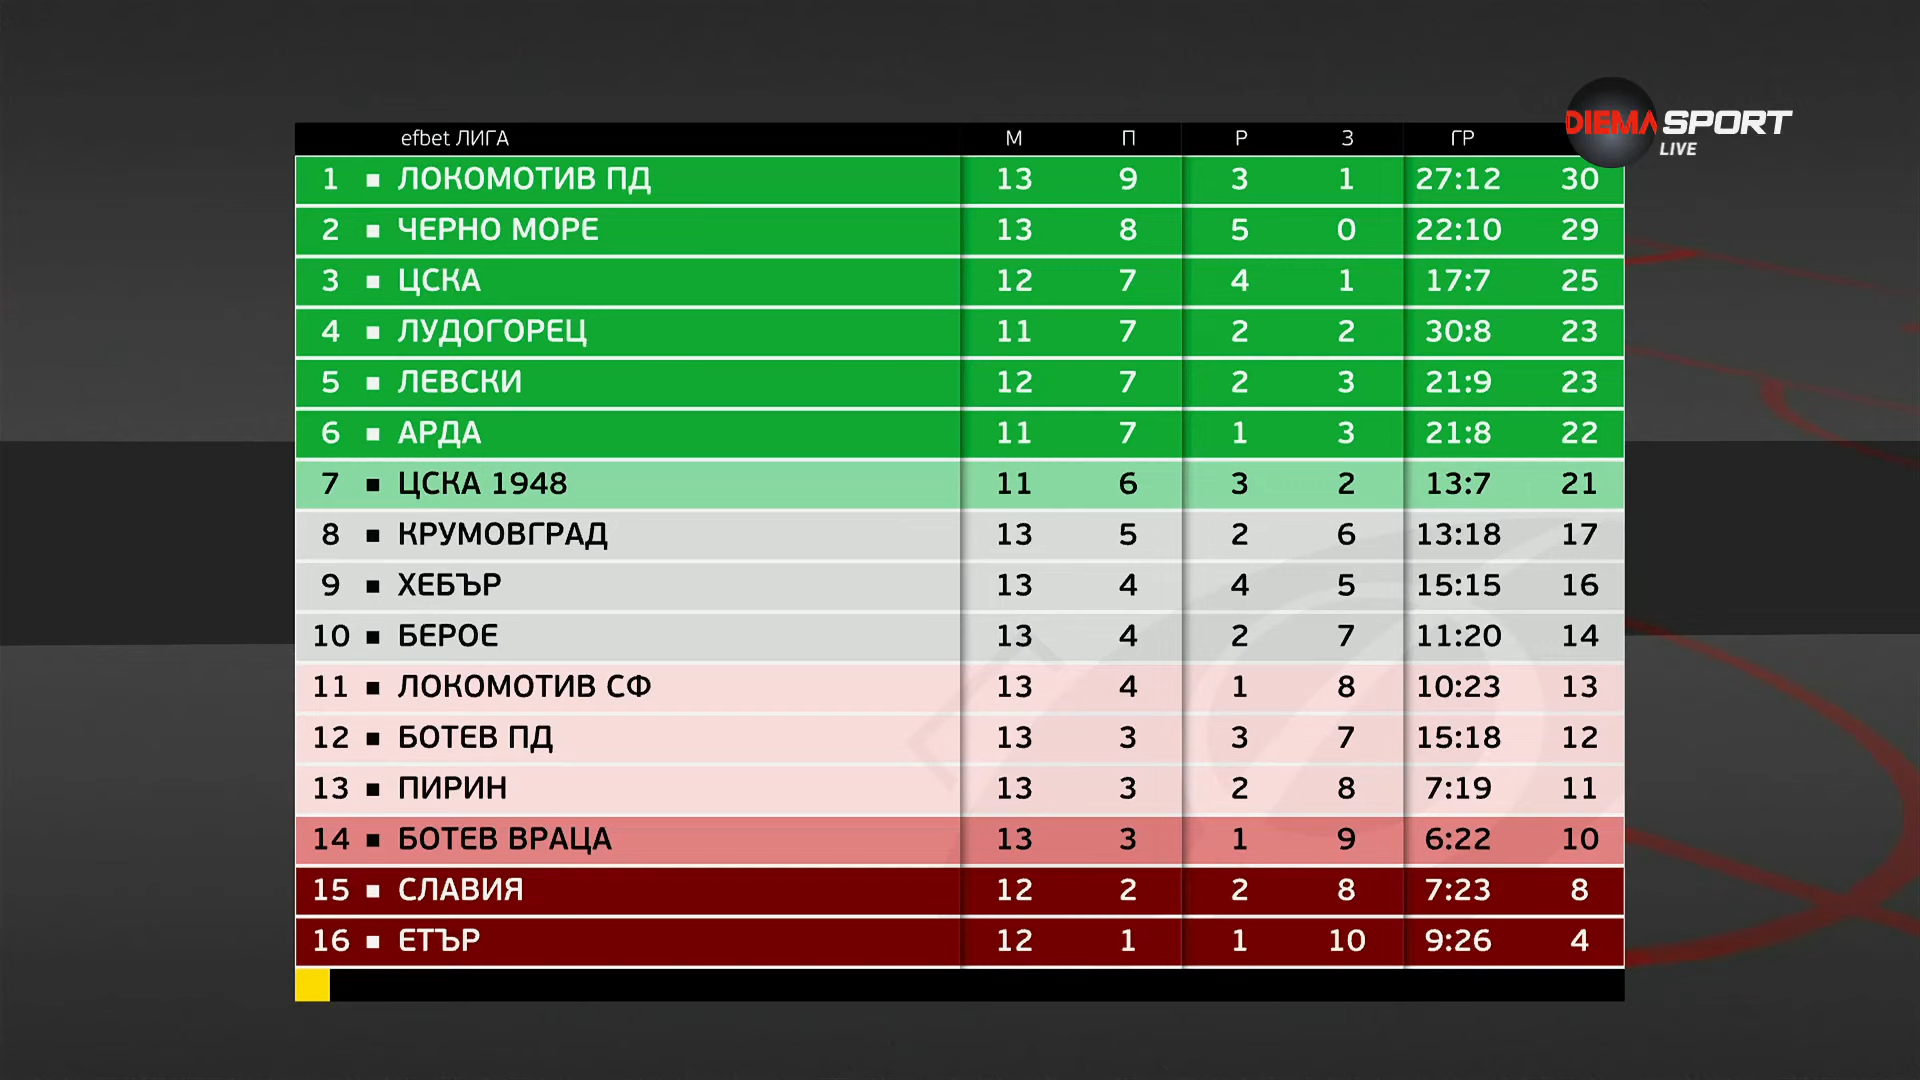 DIEMA SPORT
LIVE
efbet ЛИГА М П Р З ГР
1 ЛОКОМОТИВ ПД 13 9 3 1 27:12 30
2 ЧЕРНО МОРЕ 13 8 5 0 22:10 29
3 ЦСКА 12 7 4 1 17:7 25
4 ЛУДОГОРЕЦ 11 7 2 2 30:8 23
5 ЛЕВСКИ 12 7 2 3 21:9 23
6 АРДА 11 7 1 3 21:8 22
7 ЦСКА 1948 11 6 3 2 13:7 21
8 КРУМОВГРАД 13 5 2 6 13:18 17
9 ХЕБЪР 13 4 4 5 15:15 16
10 БЕРОЕ 13 4 2 7 11:20 14
11 ЛОКОМОТИВ СФ 13 4 1 8 10:23 13
12 БОТЕВ ПД 13 3 3 7 15:18 12
13 ПИРИН 13 3 2 8 7:19 11
14 БОТЕВ ВРАЦА 13 3 1 9 6:22 10
15 СЛАВИЯ 12 2 2 8 7:23 8
16 ЕТЪР 12 1 1 10 9:26 4